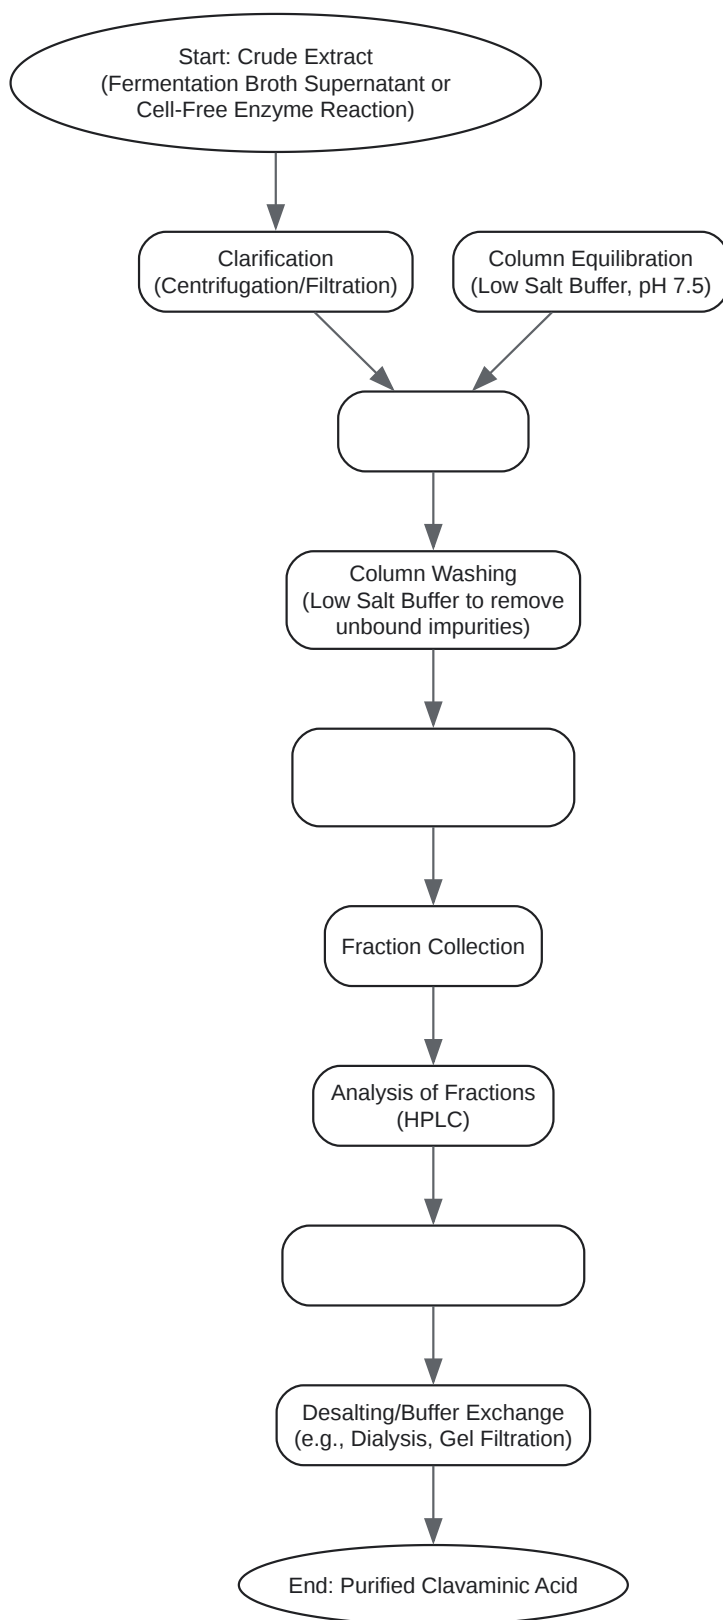 Start: Crude Extract
(Fermentation Broth Supernatant or
Cell-Free Enzyme Reaction)
Clarification
(Centrifugation/Filtration)
Column Equilibration
(Low Salt Buffer, pH 7.5)
Column Washing
(Low Salt Buffer to remove
unbound impurities)
Fraction Collection
Analysis of Fractions
(HPLC)
Desalting/Buffer Exchange
(e.g., Dialysis, Gel Filtration)
End: Purified Clavaminic Acid